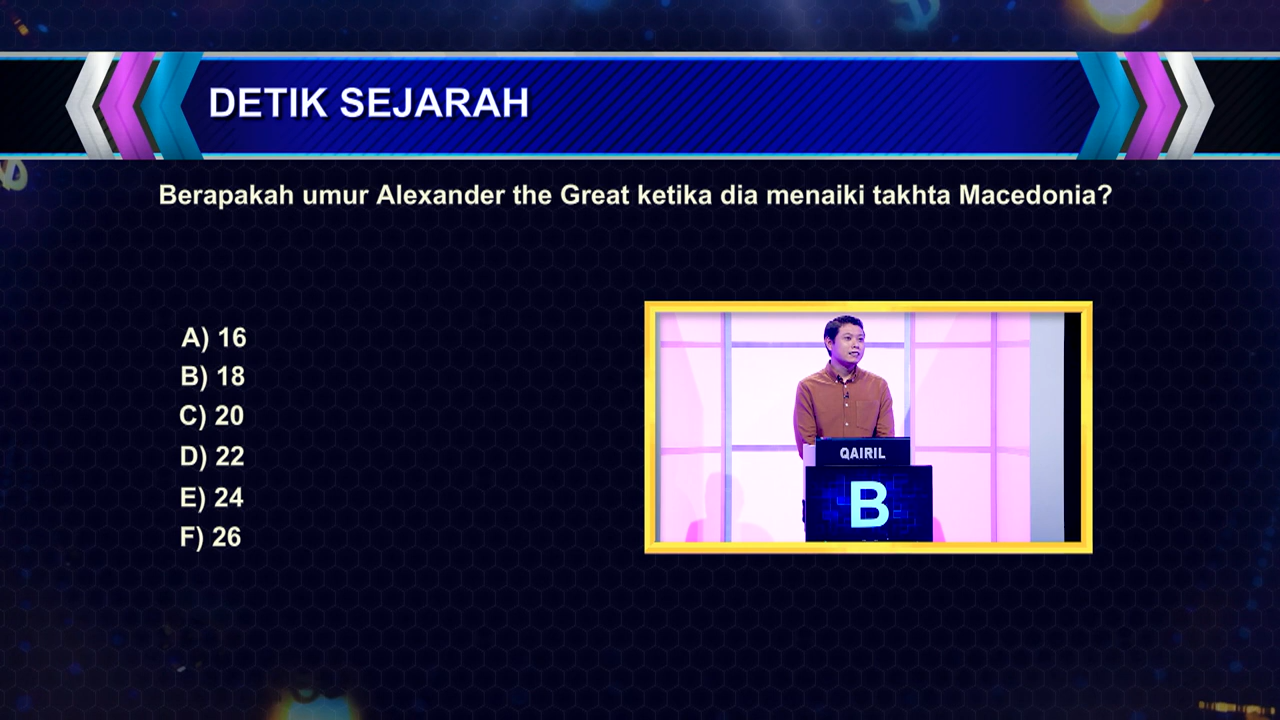 DETIK SEJARAH
Berapakah umur Alexander the Great ketika dia menaiki takhta Macedonia?
A) 16
B) 18
C) 20
D) 22
E) 24
F) 26
QAIRIL
B